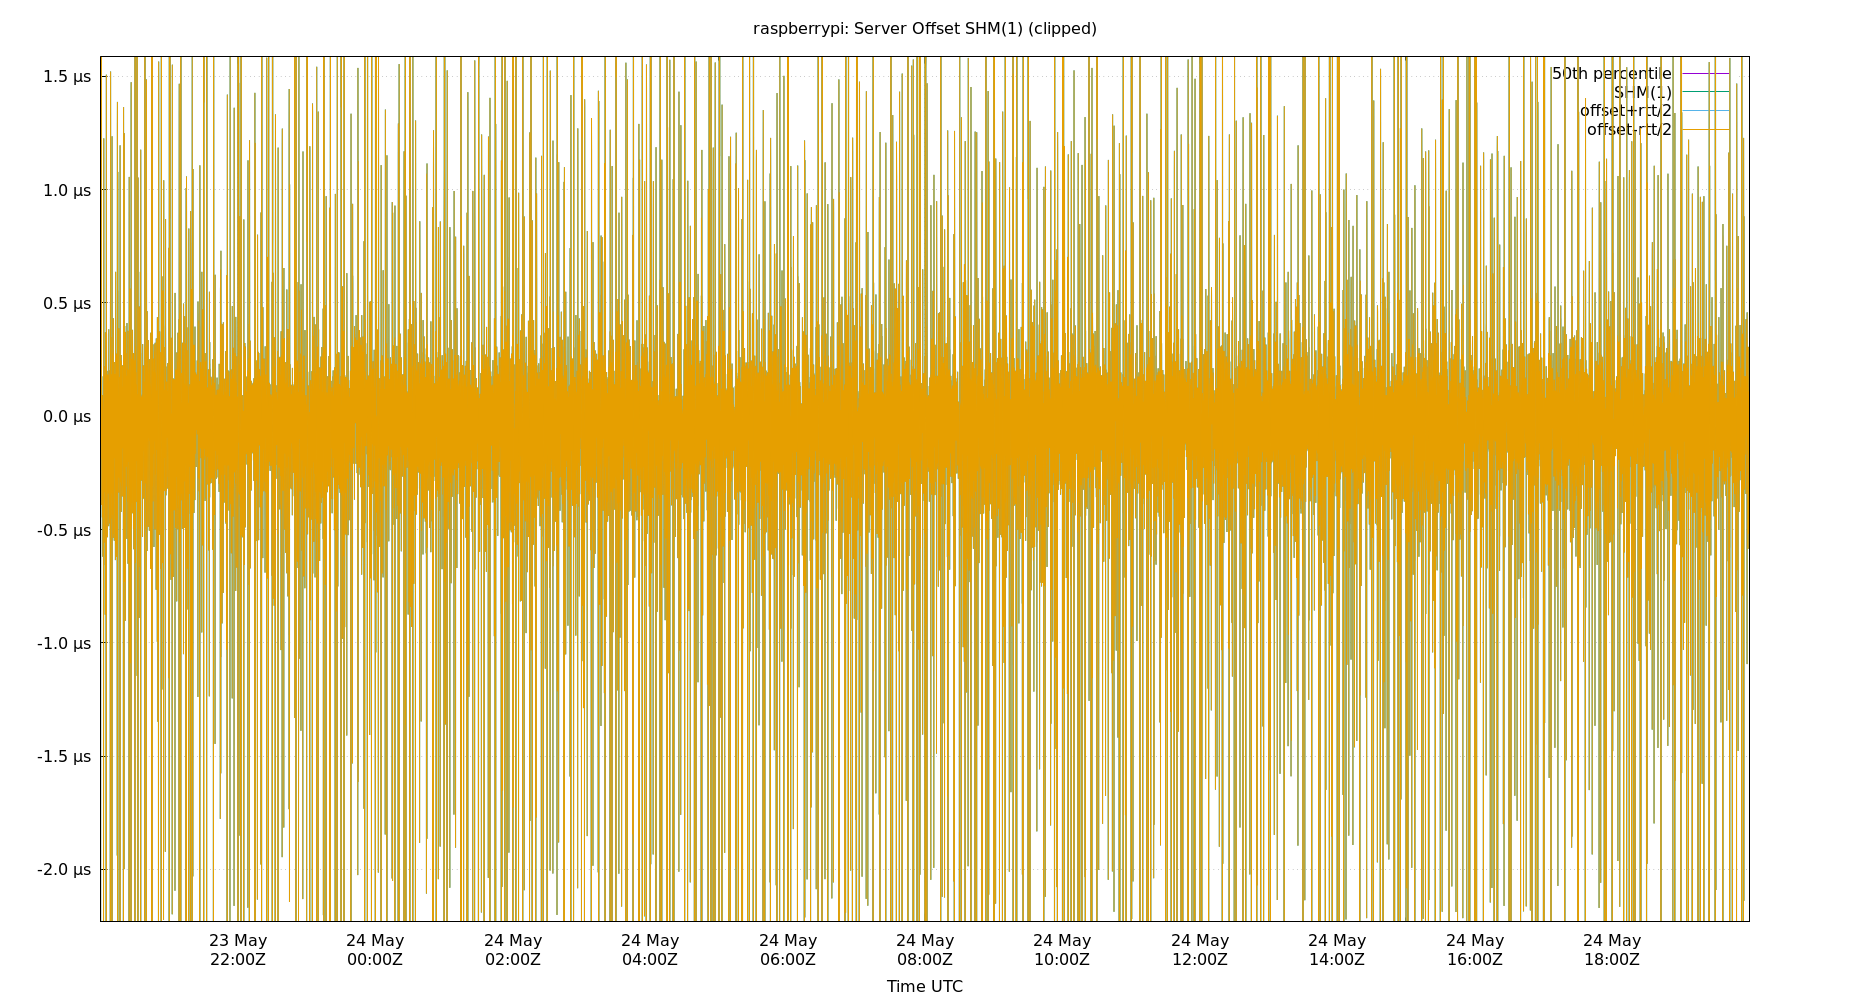 raspberrypi: Server Offset SHM(1) (clipped)
1.5 µs
1.0 µs
0.5 µs
0.0 µs
-0.5 µs
-1.0 µs
-1.5 µs
-2.0 µs
50th percentile
SHM(1)
offset+rtt/2
offset-rtt/2
23 May 24 May 24 May 24 May 24 May 24 May 24 May 24 May 24 May 24 May 24 May
22:00Z 00:00Z 02:00Z 04:00Z 06:00Z 08:00Z 10:00Z 12:00Z 14:00Z 16:00Z 18:00Z
Time UTC